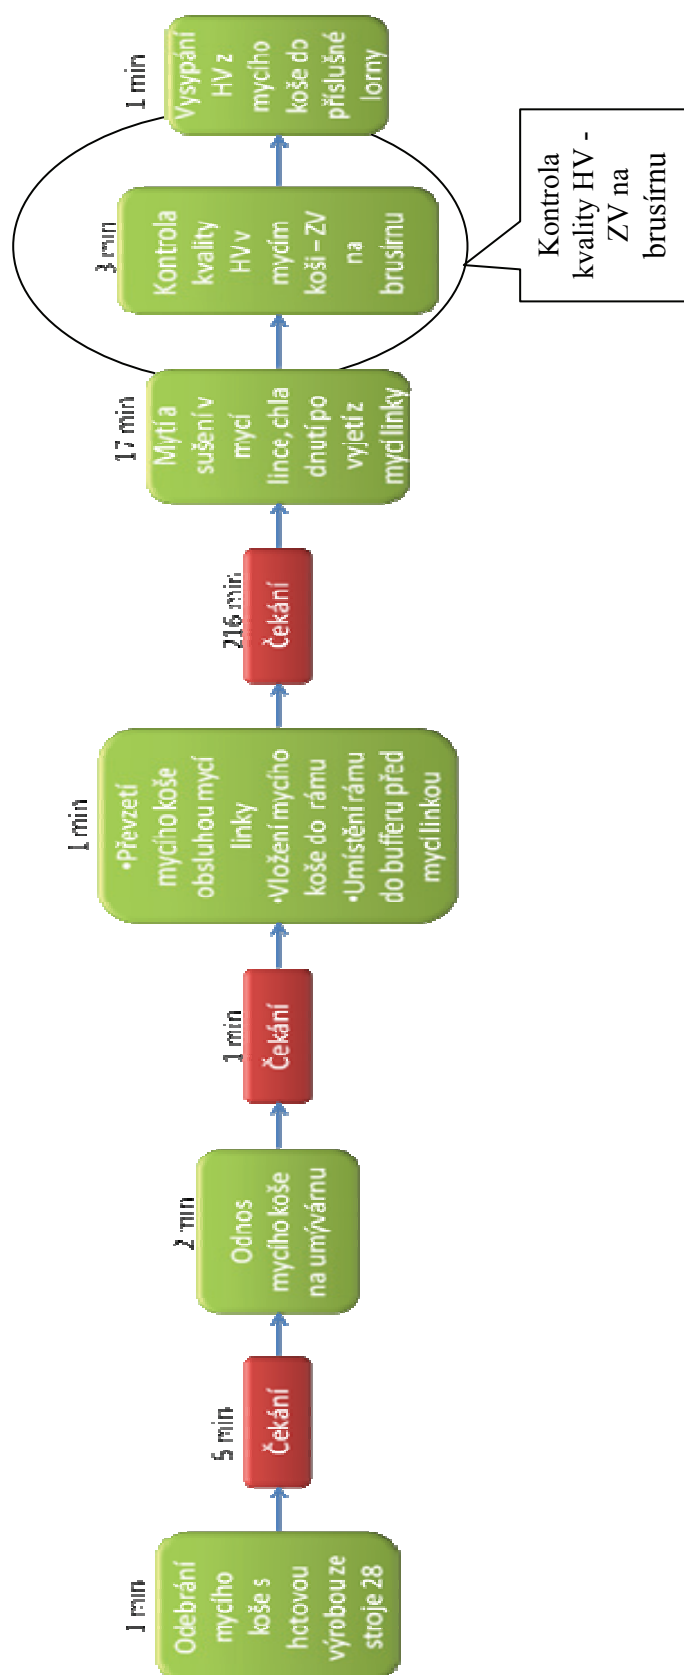 1 min
Odebrání
mycího
koše s
hotovou
výrobou ze
stroje 28
5 min
Čekání
2 min
Odnos
mycího koše
na umývárnu
1 min
Čekání
1 min
•Převzetí
mycího koše
obsluhou mycí
linky
•Vložení mycího
koše do rámu
•Umístění rámu
do bufferu před
mycí linkou
216 min
Čekání
17 min
Mytí a
sušení v
mycí
lince, chla
dnutí po
vyjetí z
mycí linky
3 min
Kontrola
kvality
HV v
mycím
koši – ZV
na
brusírnu
1 min
Vysypání
HV z
mycího
koše do
příslušné
formy
Kontrola
kvality HV -
ZV na
brusírnu